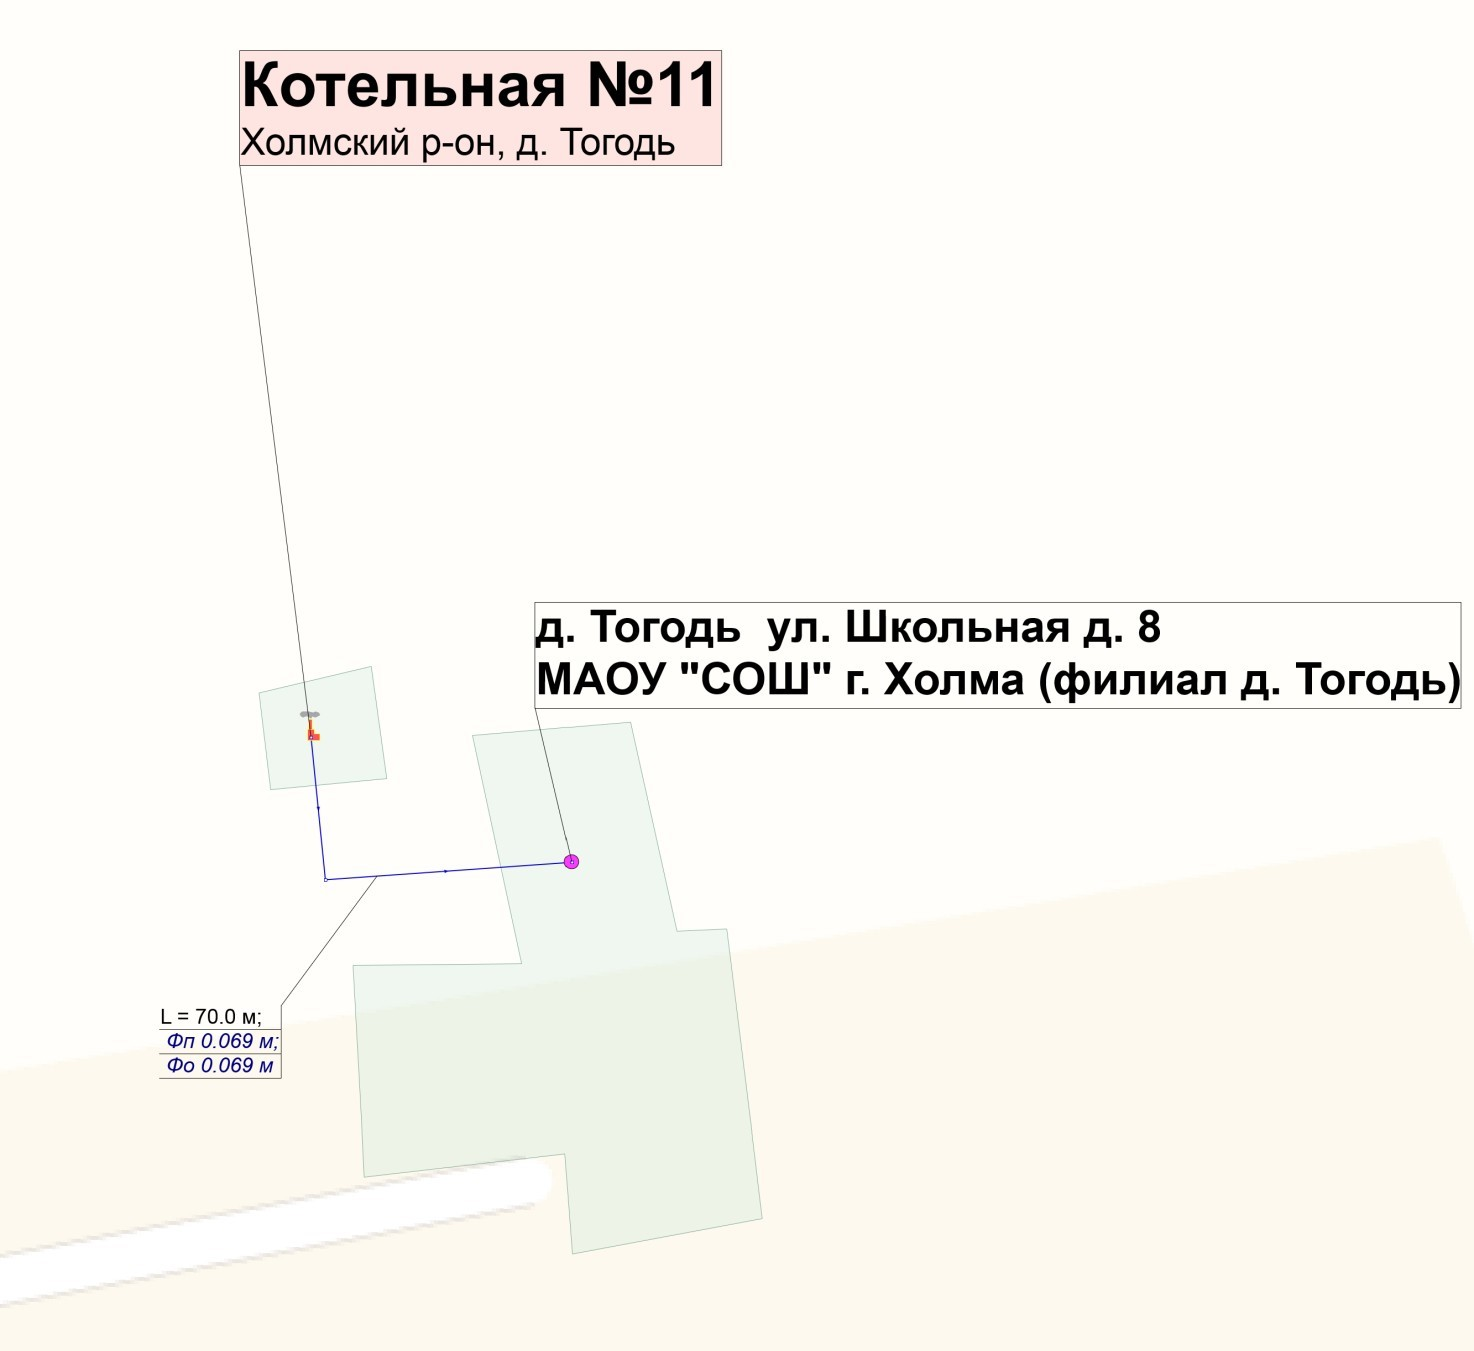 Котельная №11
Холмский р-он, д. Тогодь
д. Тогодь  ул. Школьная д. 8
МАОУ "СОШ" г. Холма (филиал д. Тогодь)
L = 70.0 м;
Фп 0.069 м;
Фо 0.069 м